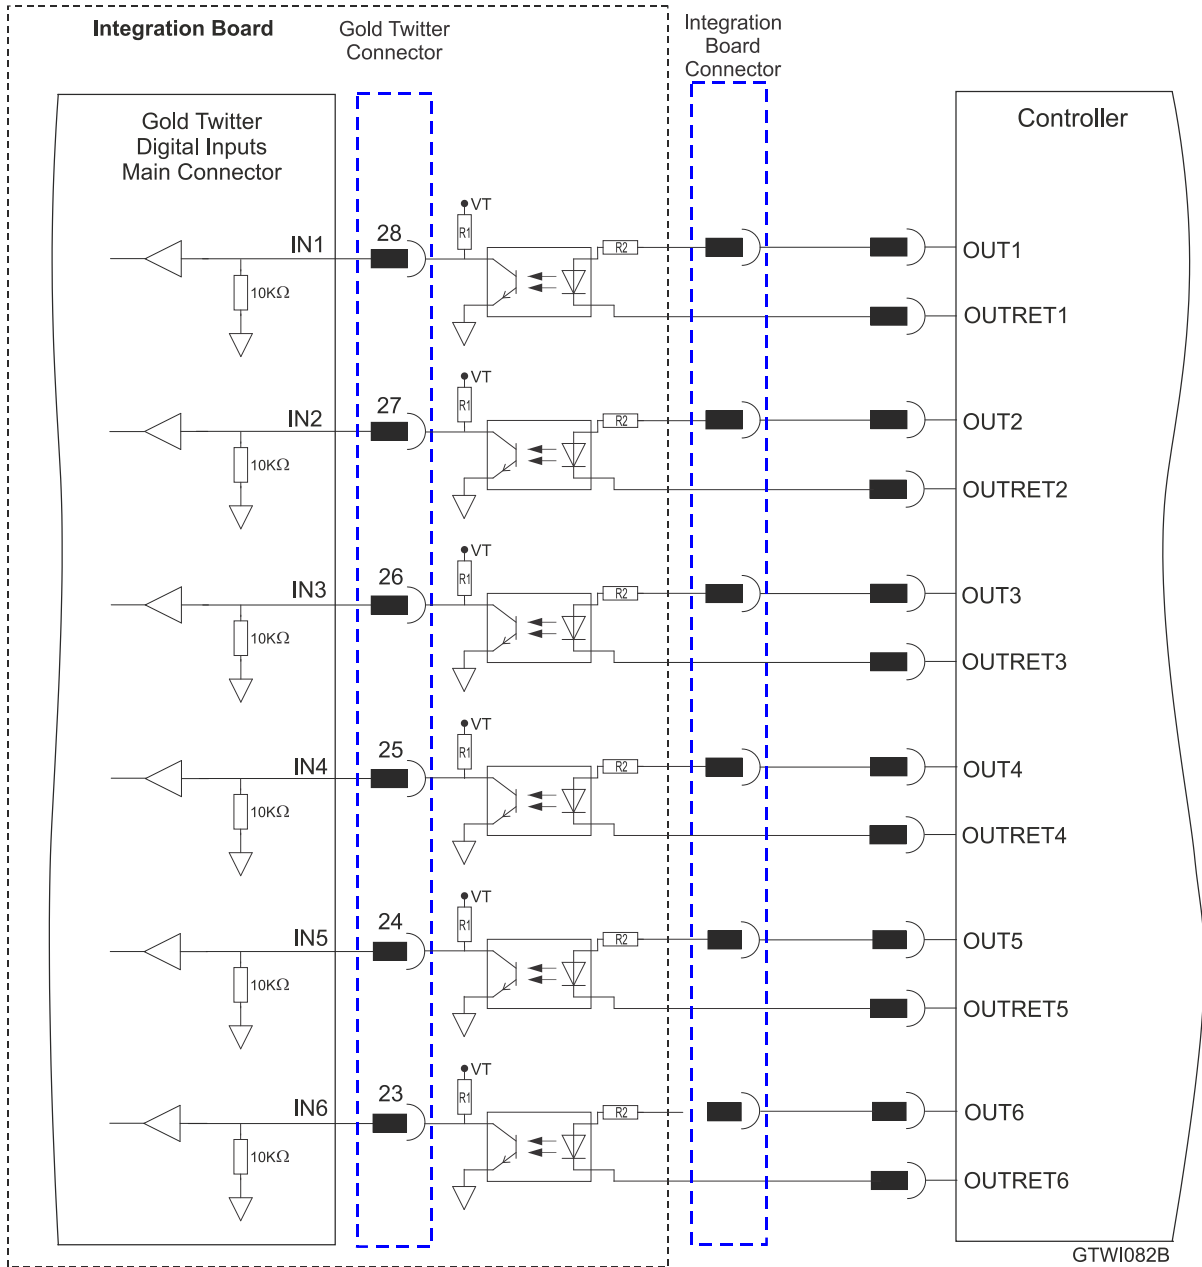 Integration Board
Gold Twitter
Connector
Integration
Board
Connector
Gold Twitter
Digital Inputs
Main Connector
Controller
VT
R1
IN1
28
R2
OUT1
10KΩ
OUTRET1
VT
R1
IN2
27
R2
OUT2
10KΩ
OUTRET2
VT
R1
IN3
26
R2
OUT3
10KΩ
OUTRET3
VT
R1
IN4
25
R2
OUT4
10KΩ
OUTRET4
VT
R1
IN5
24
R2
OUT5
10KΩ
OUTRET5
VT
R1
IN6
23
R2
OUT6
10KΩ
OUTRET6
GTWI082B